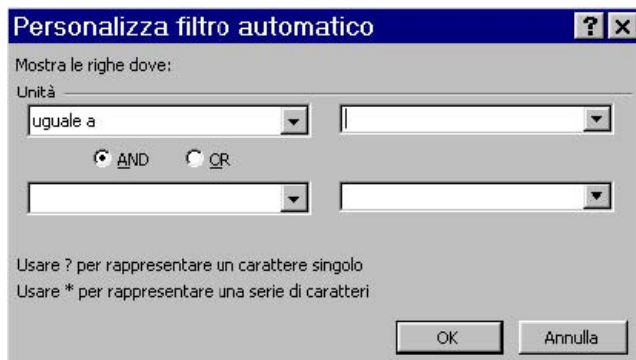 Personalizza filtro automatico
Mostra le righe dove:
Unità
uguale a
AND OR
Usare ? per rappresentare un carattere singolo
Usare * per rappresentare una serie di caratteri
OK Annulla